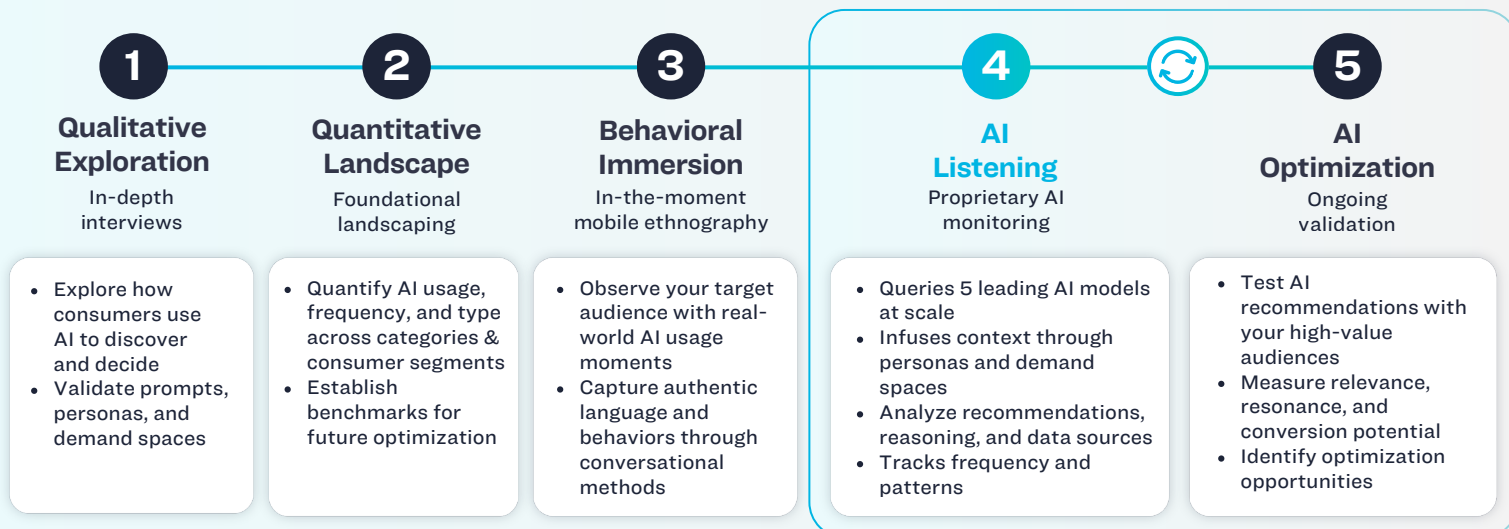 1
Qualitative
Exploration
In-depth
interviews
• Explore how
consumers use
AI to discover
and decide
• Validate prompts,
personas, and
demand spaces
2
Quantitative
Landscape
Foundational
landscaping
• Quantify AI usage,
frequency, and type
across categories &
consumer segments
• Establish
benchmarks for
future optimization
3
Behavioral
Immersion
In-the-moment
mobile ethnography
• Observe your target
audience with real-
world AI usage
moments
• Capture authentic
language and
behaviors through
conversational
methods
4
AI
Listening
Proprietary AI
monitoring
• Queries 5 leading AI models
at scale
• Infuses context through
personas and demand
spaces
• Analyze recommendations,
reasoning, and data sources
• Tracks frequency and
patterns
5
AI
Optimization
Ongoing
validation
• Test AI
recommendations with
your high-value
audiences
• Measure relevance,
resonance, and
conversion potential
• Identify optimization
opportunities